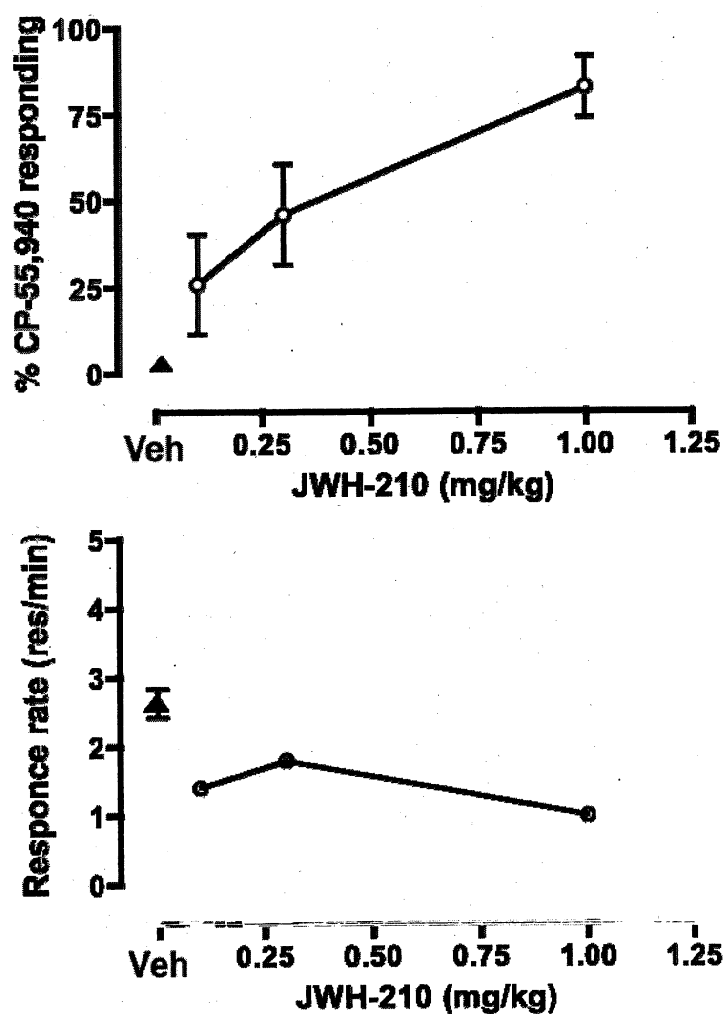 % CP-55,940 responding
100
75
50
25
0
Veh 0.25 0.50 0.75 1.00 1.25
JWH-210 (mg/kg)
Responce rate (res/min)
5
4
3
2
1
0
Veh 0.25 0.50 0.75 1.00 1.25
JWH-210 (mg/kg)